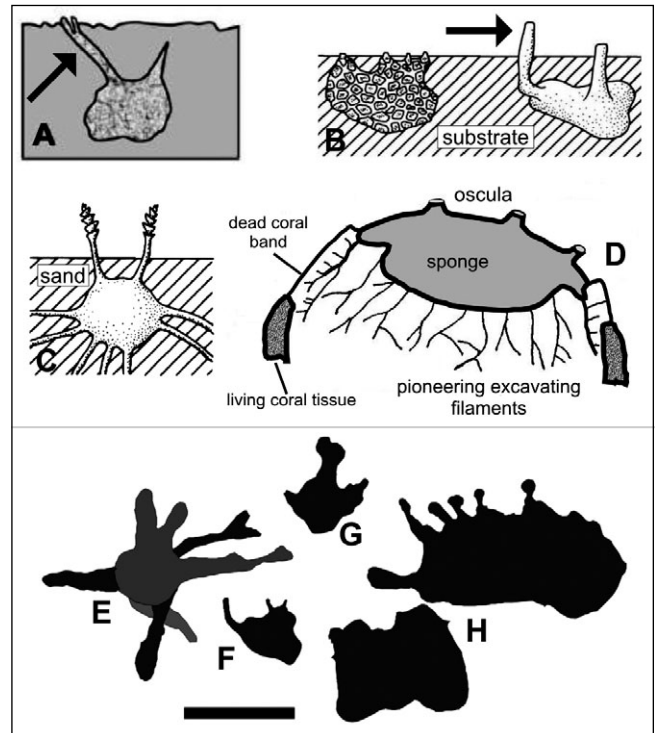 A
B
substrate
oscula
dead coral
band
D
sponge
sand
C
living coral tissue
pioneering excavating
filaments
G
E
H
F